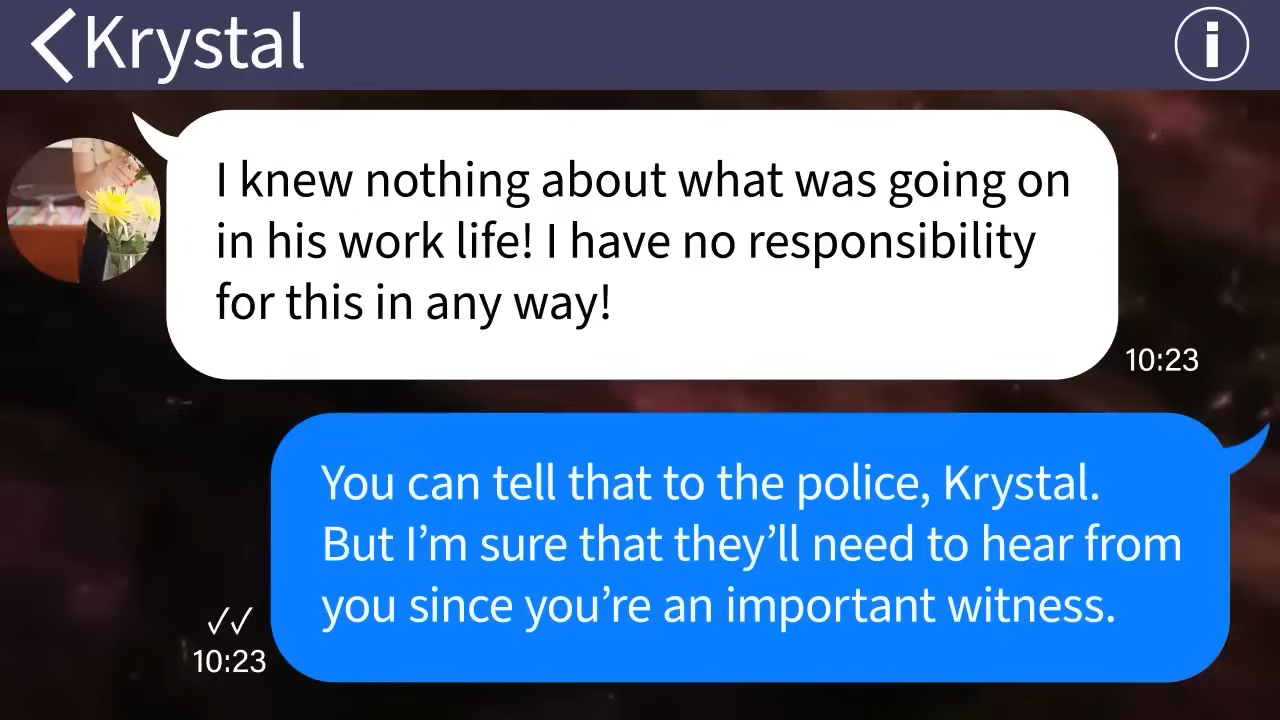 Krystal
i
I knew nothing about what was going on
in his work life! I have no responsibility
for this in any way!
10:23
You can tell that to the police, Krystal.
But I’m sure that they’ll need to hear from
you since you’re an important witness.
10:23